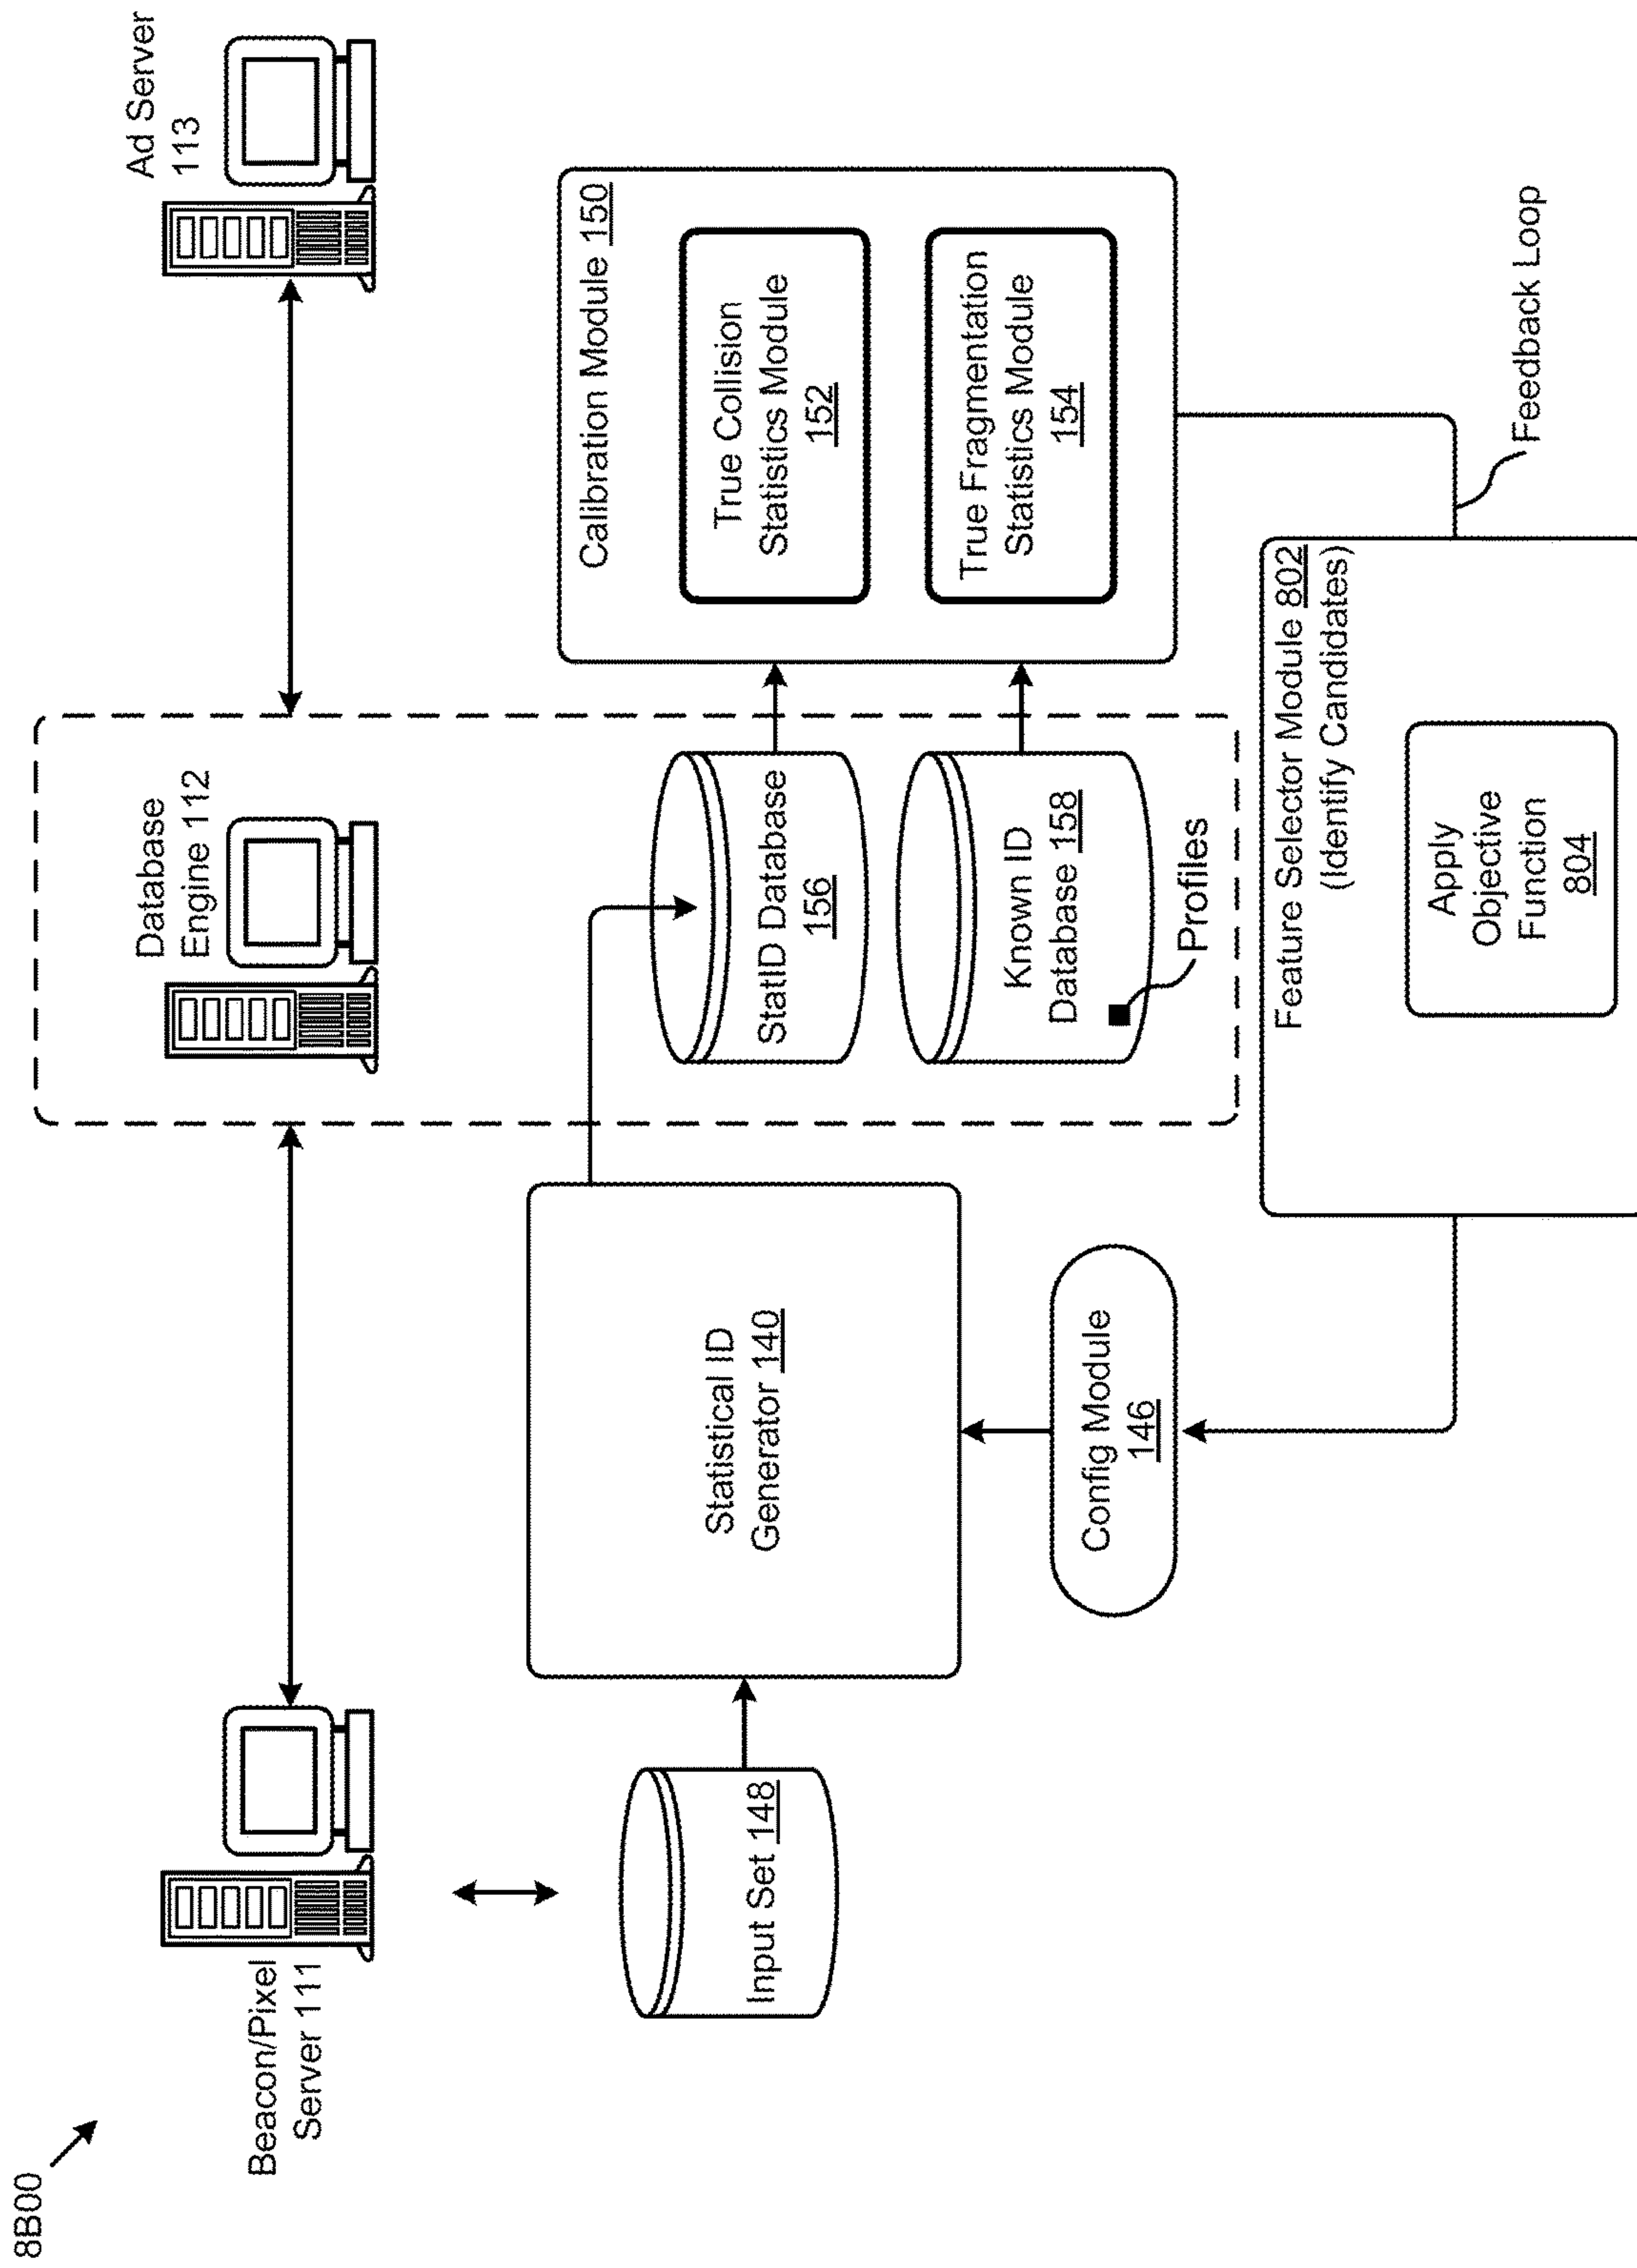 8B00
Beacon/Pixel
Server 111
Database
Engine 112
Ad Server
113
Input Set 148
Statistical ID
Generator 140
Config Module
146
StatID Database
156
Known ID
Database 158
Profiles
Calibration Module 150
True Collision
Statistics Module
152
True Fragmentation
Statistics Module
154
Feature Selector Module 802
(Identify Candidates)
Apply
Objective
Function
804
Feedback Loop